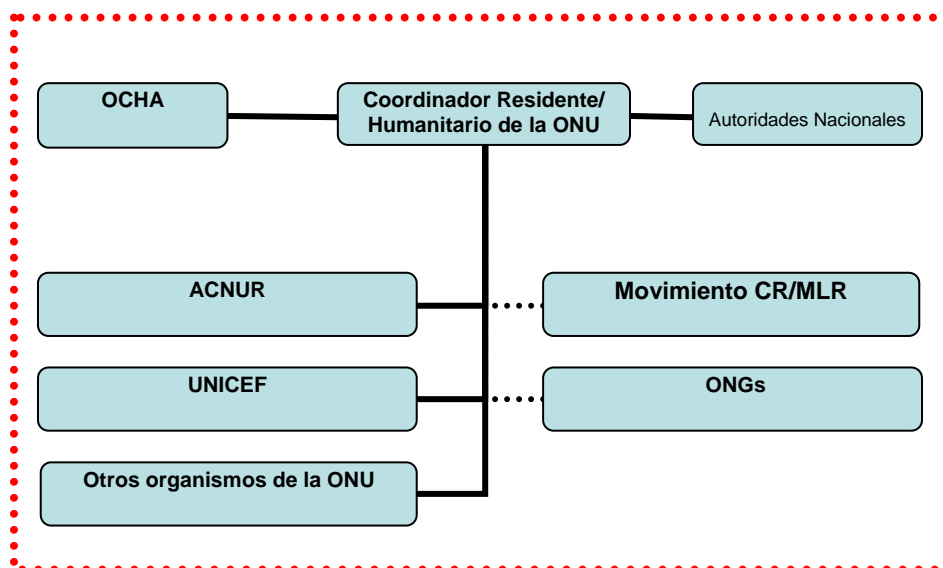 OCHA
Coordinador Residente/
Humanitario de la ONU
Autoridades Nacionales
ACNUR
Movimiento CR/MLR
UNICEF
ONGs
Otros organismos de la ONU